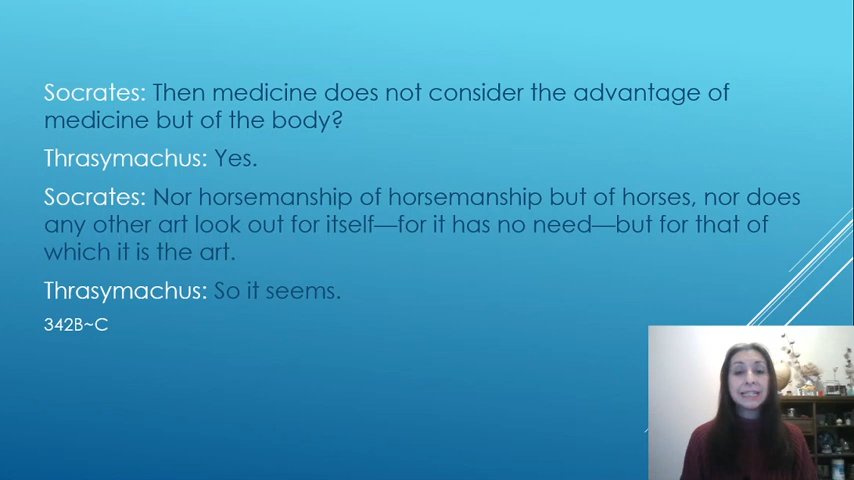 Socrates: Then medicine does not consider the advantage of
medicine but of the body?
Thrasymachus: Yes.
Socrates: Nor horsemanship of horsemanship but of horses, nor does
any other art look out for itself—for it has no need—but for that of
which it is the art.
Thrasymachus: So it seems.
342B~C